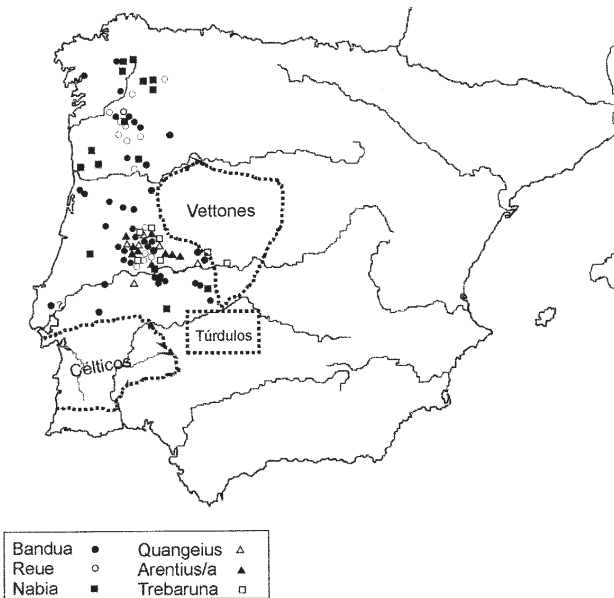 Vettones
Túrdulos
Célticos
Bandua ● Quangeius △
Reue ○ Arentius/a ▲
Nabia ■ Trebaruna □